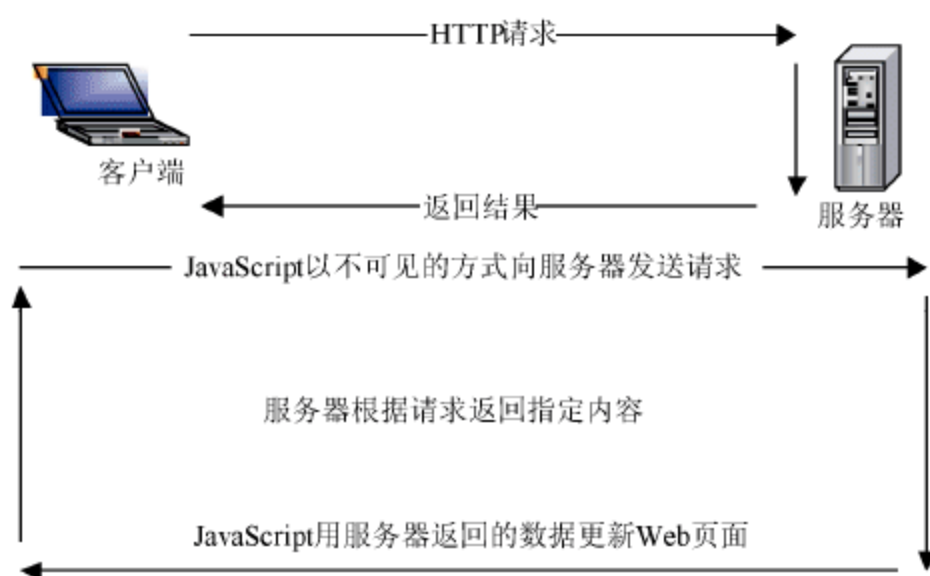 HTTP请求
客户端
返回结果
服务器
JavaScript以不可见的方式向服务器发送请求
服务器根据请求返回指定内容
JavaScript用服务器返回的数据更新Web页面